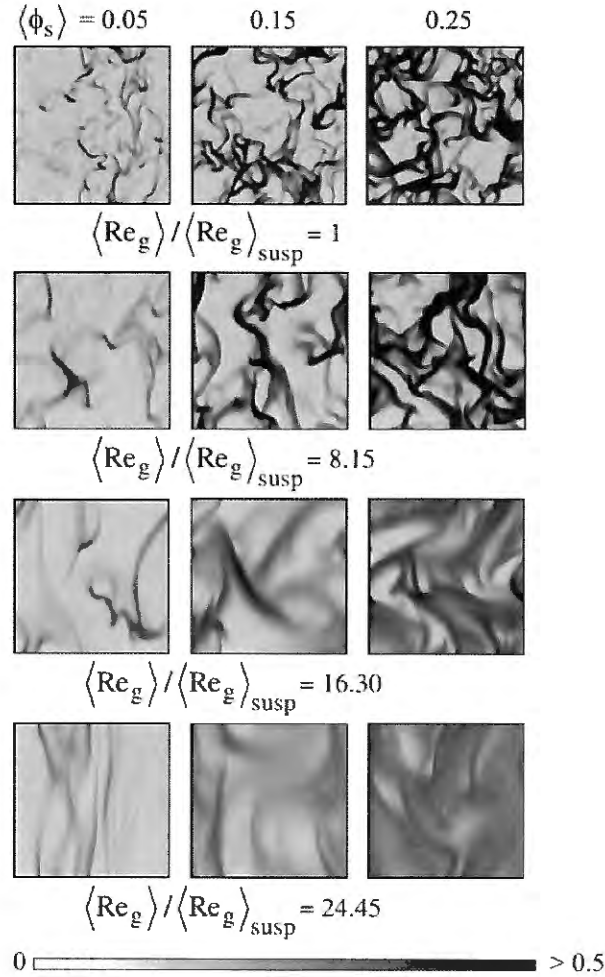 ⟨ϕs⟩ = 0.05 0.15 0.25
⟨Reg⟩ / ⟨Reg⟩susp = 1
⟨Reg⟩ / ⟨Reg⟩susp = 8.15
⟨Reg⟩ / ⟨Reg⟩susp = 16.30
⟨Reg⟩ / ⟨Reg⟩susp = 24.45
0 > 0.5